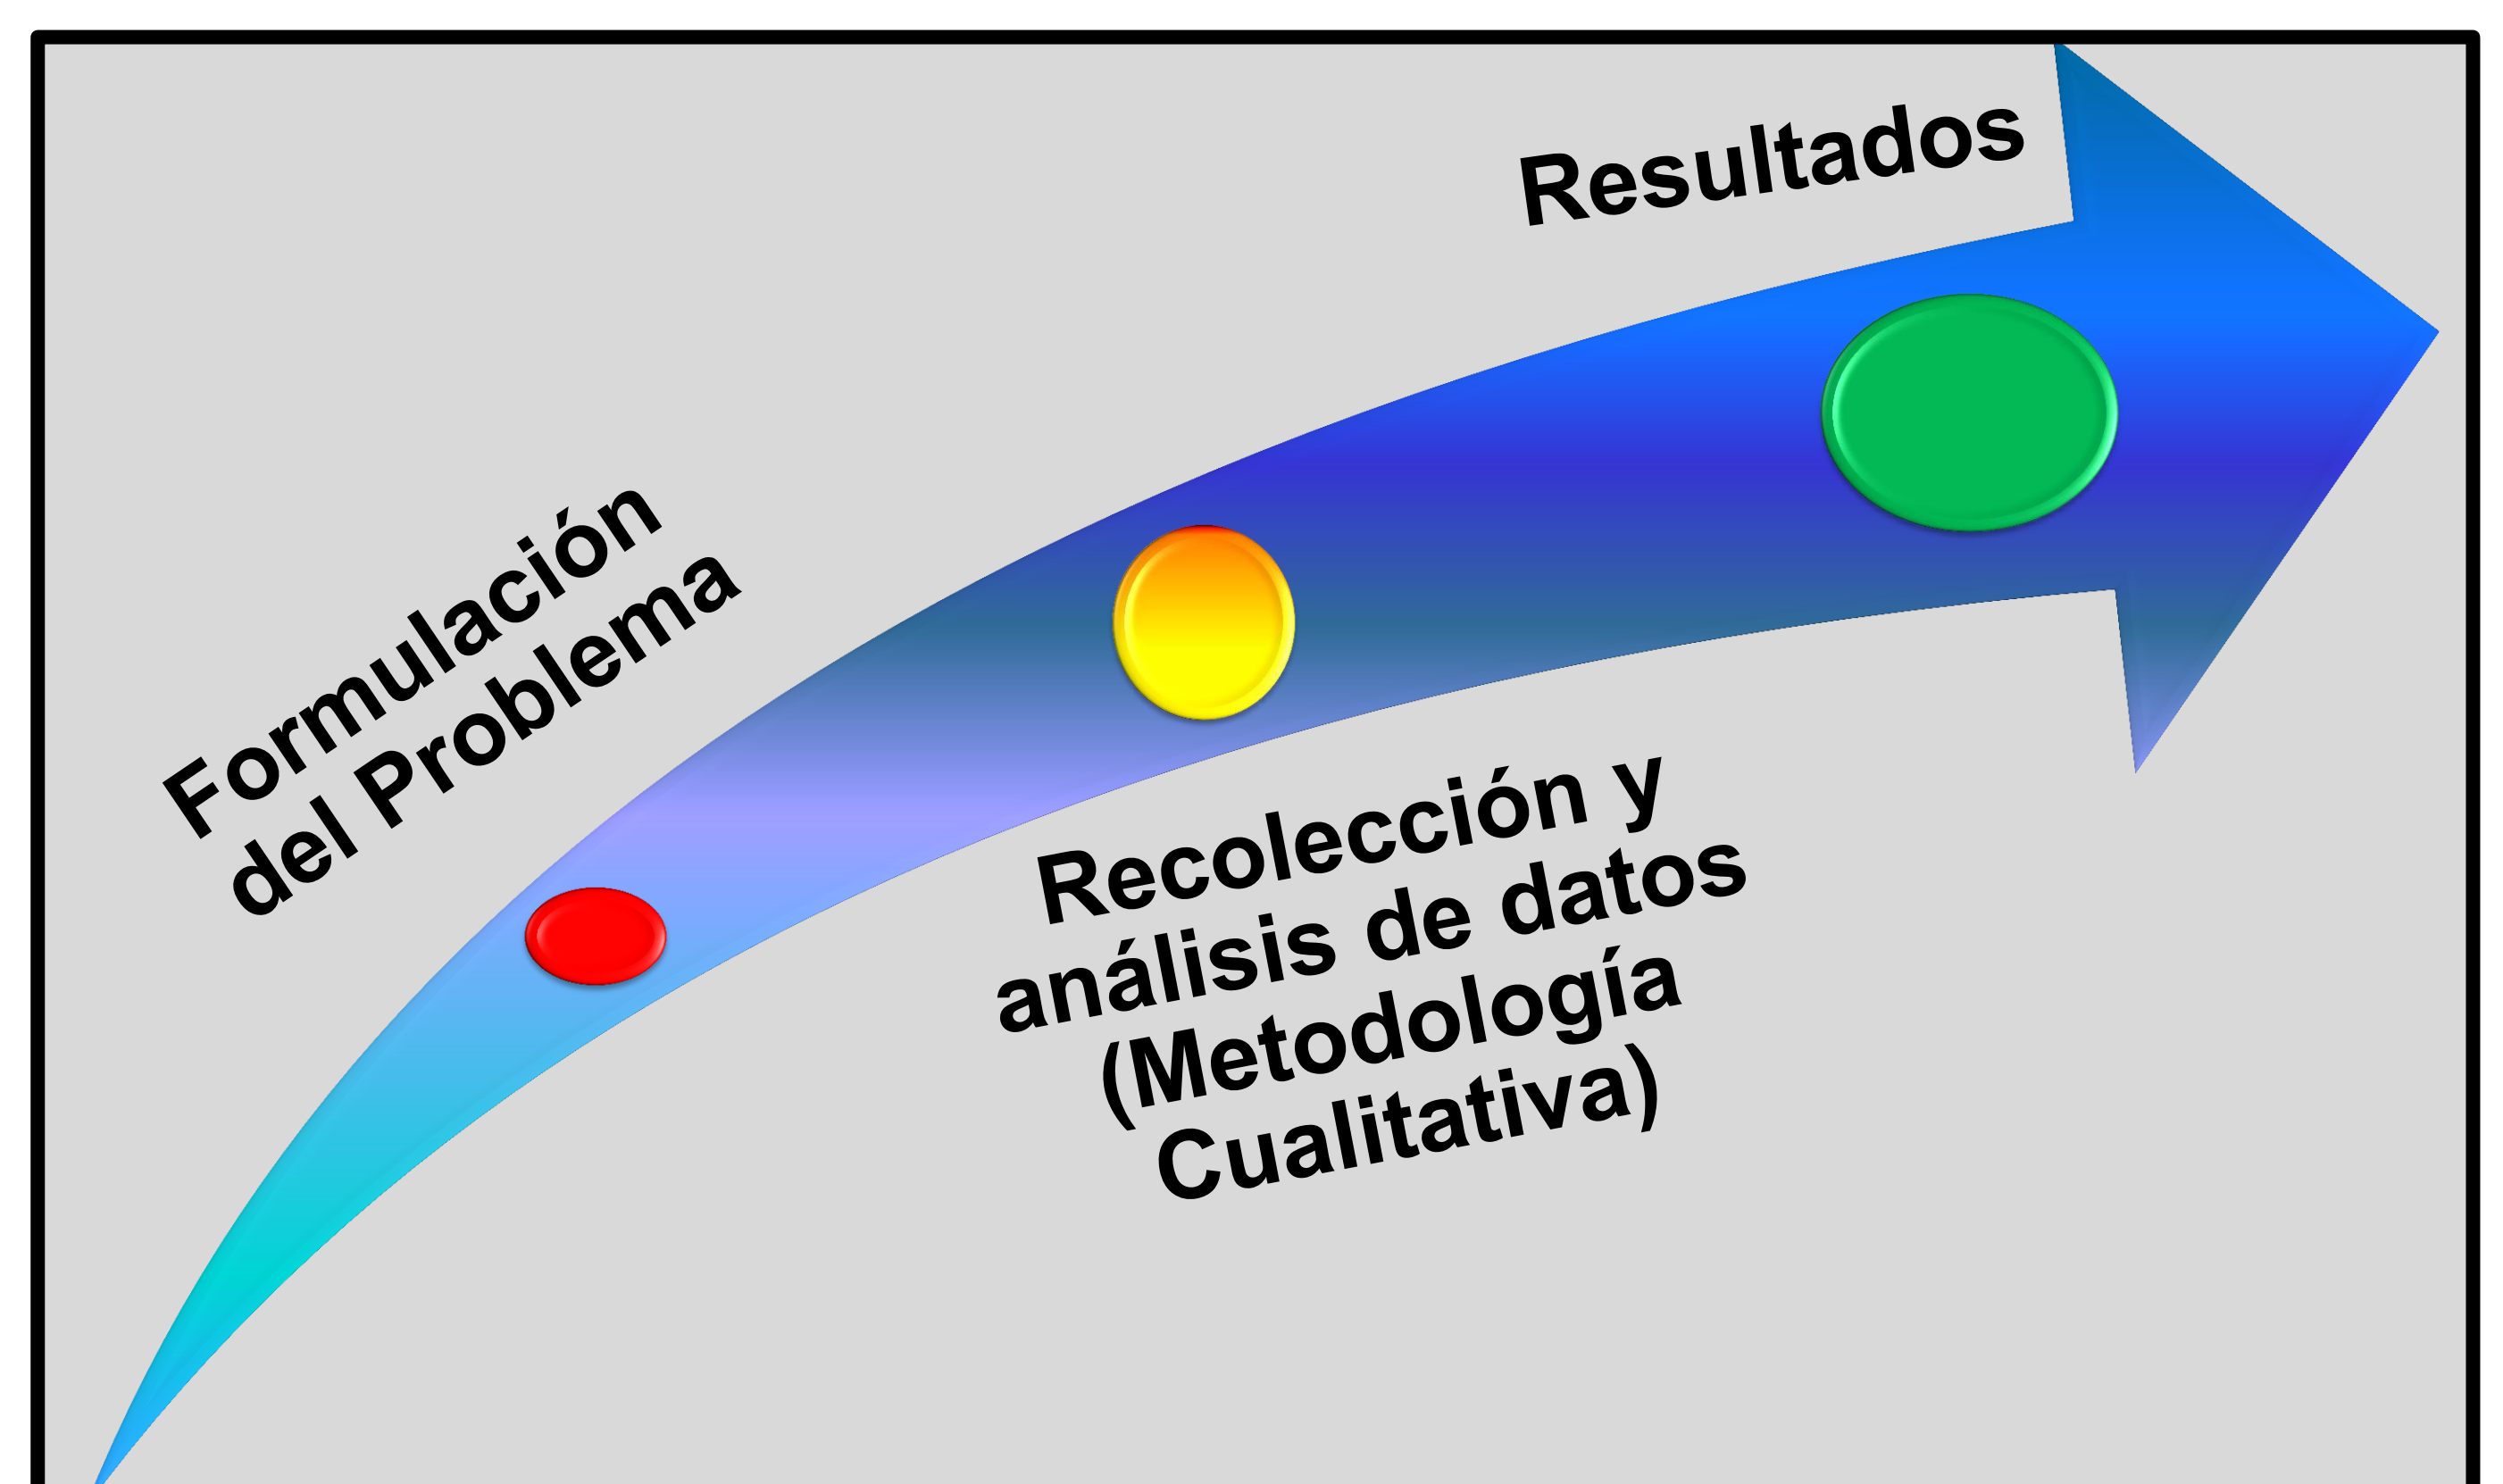 Formulación
del Problema
Recolección y
análisis de datos
(Metodología
Cualitativa)
Resultados